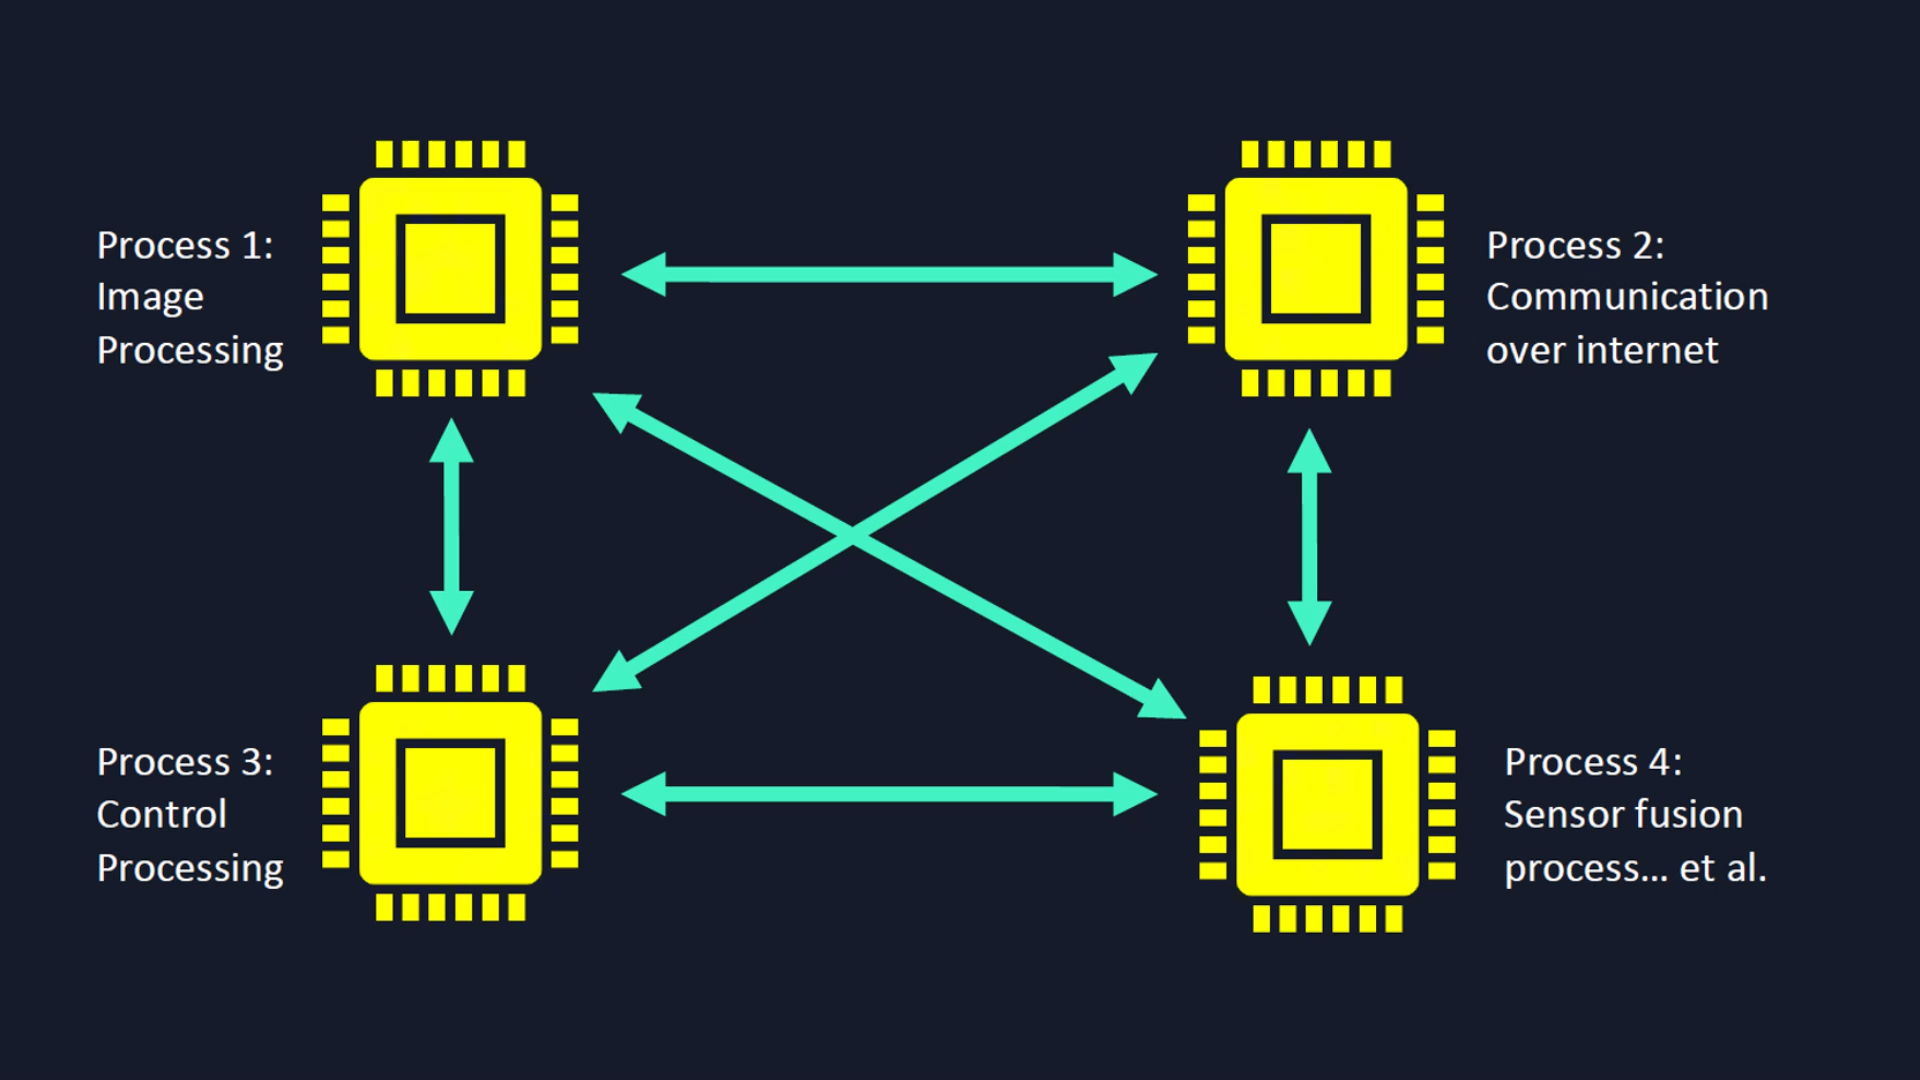 Process 1:
Image
Processing
Process 2:
Communication
over internet
Process 3:
Control
Processing
Process 4:
Sensor fusion
process... et al.